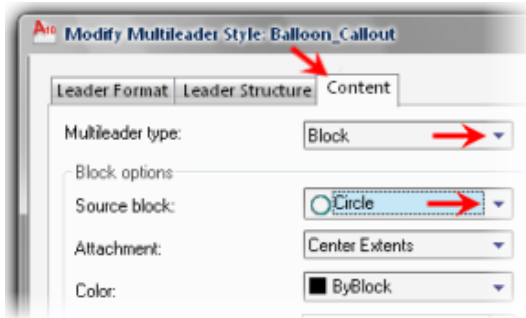 A10 Modify Multileader Style: Balloon_Callout
Leader Format Leader Structure Content
Multileader type: Block
Block options
Source block: Circle
Attachment: Center Extents
Color: ByBlock